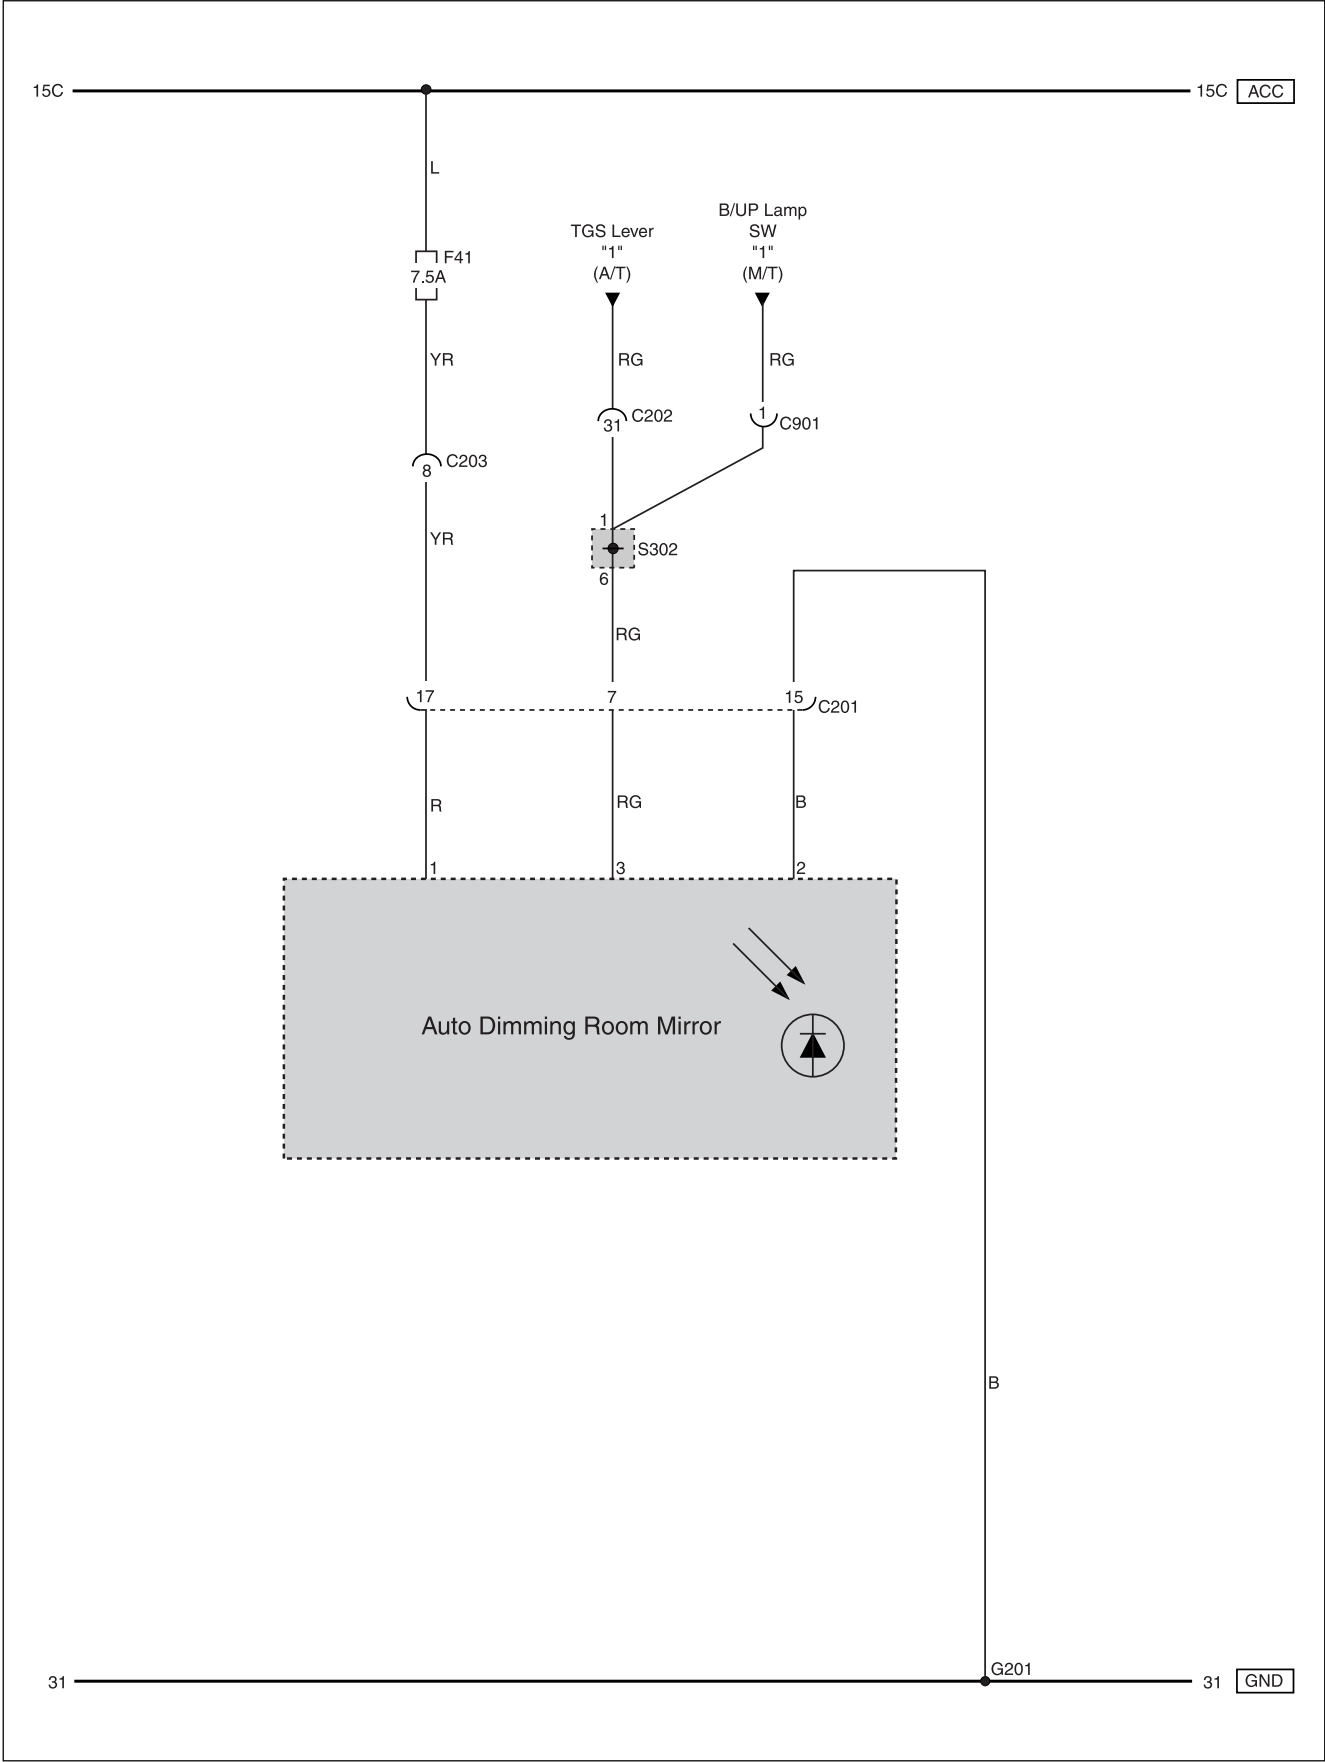 15C
15C
ACC
L
B/UP Lamp
SW
"1"
(M/T)
TGS Lever
"1"
(A/T)
F41
7.5A
YR
RG
RG
C202
31
1
C901
C203
8
YR
1
S302
6
RG
17
7
15
C201
R
RG
B
1
3
2
Auto Dimming Room Mirror
B
G201
31
31
GND